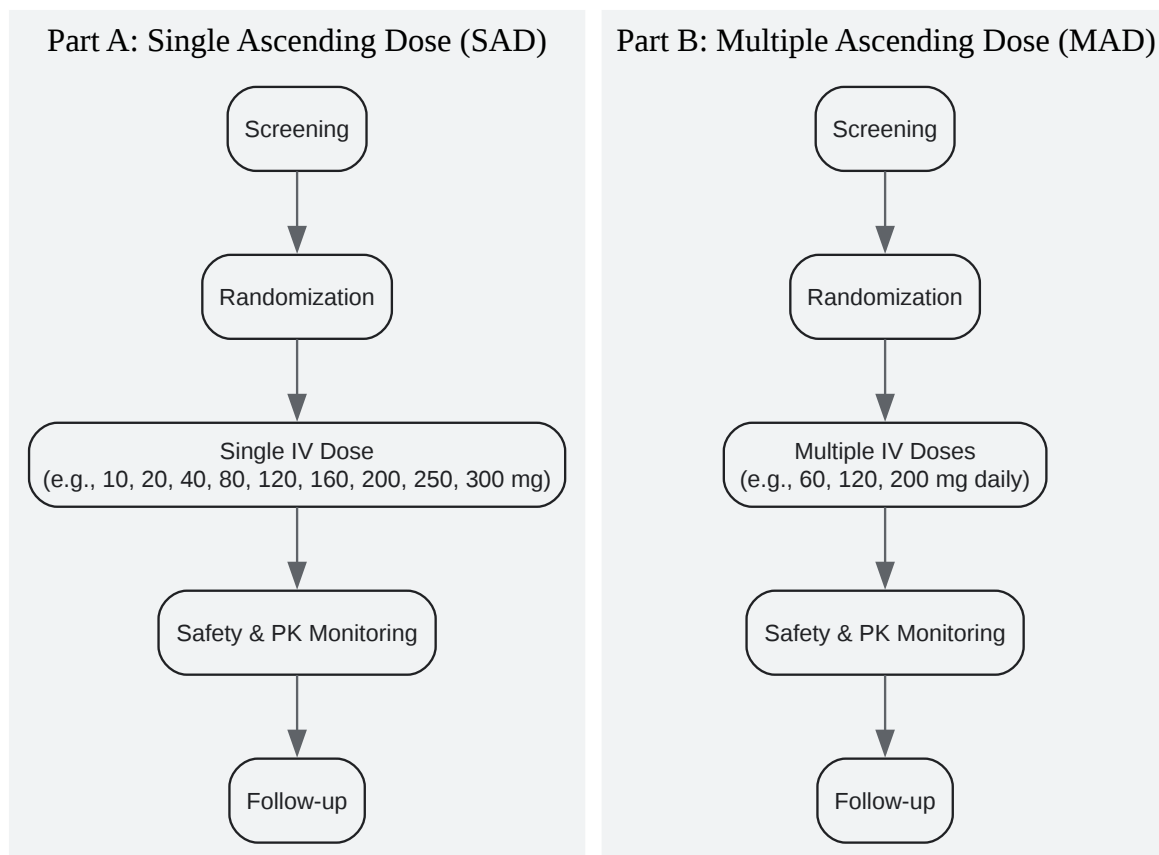 Part A: Single Ascending Dose (SAD)
Screening
Randomization
Single IV Dose
(e.g., 10, 20, 40, 80, 120, 160, 200, 250, 300 mg)
Safety & PK Monitoring
Follow-up
Part B: Multiple Ascending Dose (MAD)
Screening
Randomization
Multiple IV Doses
(e.g., 60, 120, 200 mg daily)
Safety & PK Monitoring
Follow-up